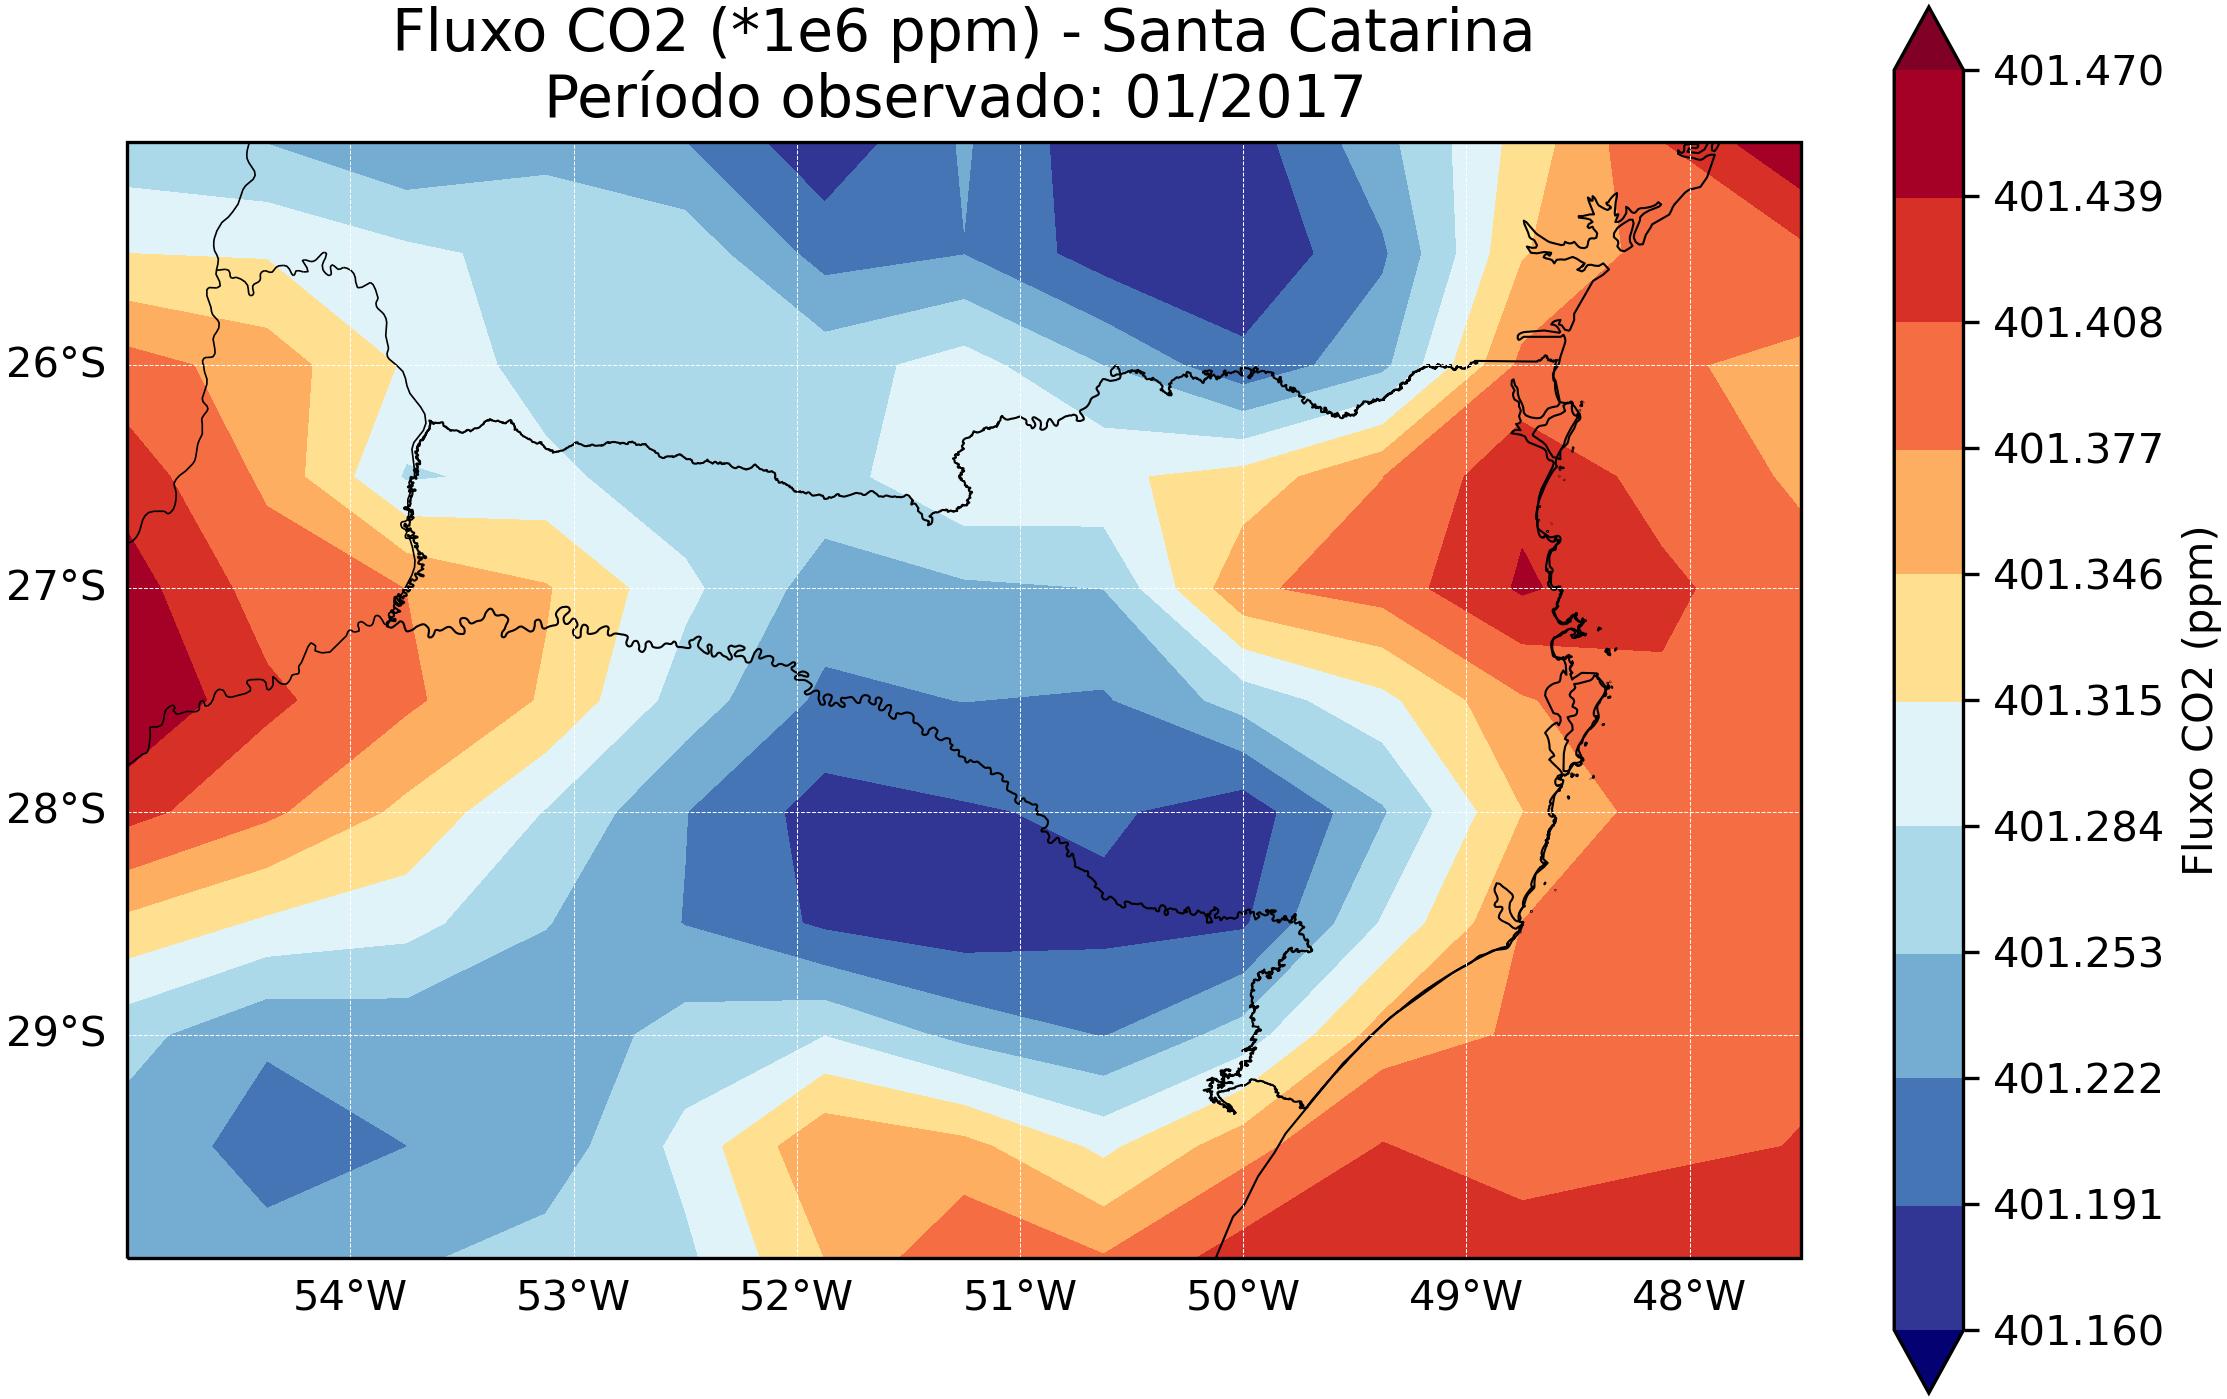 Fluxo CO2 (*1e6 ppm) - Santa Catarina
Período observado: 01/2017
26°S
27°S
28°S
29°S
54°W
53°W
52°W
51°W
50°W
49°W
48°W
401.470
401.439
401.408
401.377
401.346
401.315
401.284
401.253
401.222
401.191
401.160
Fluxo CO2 (ppm)